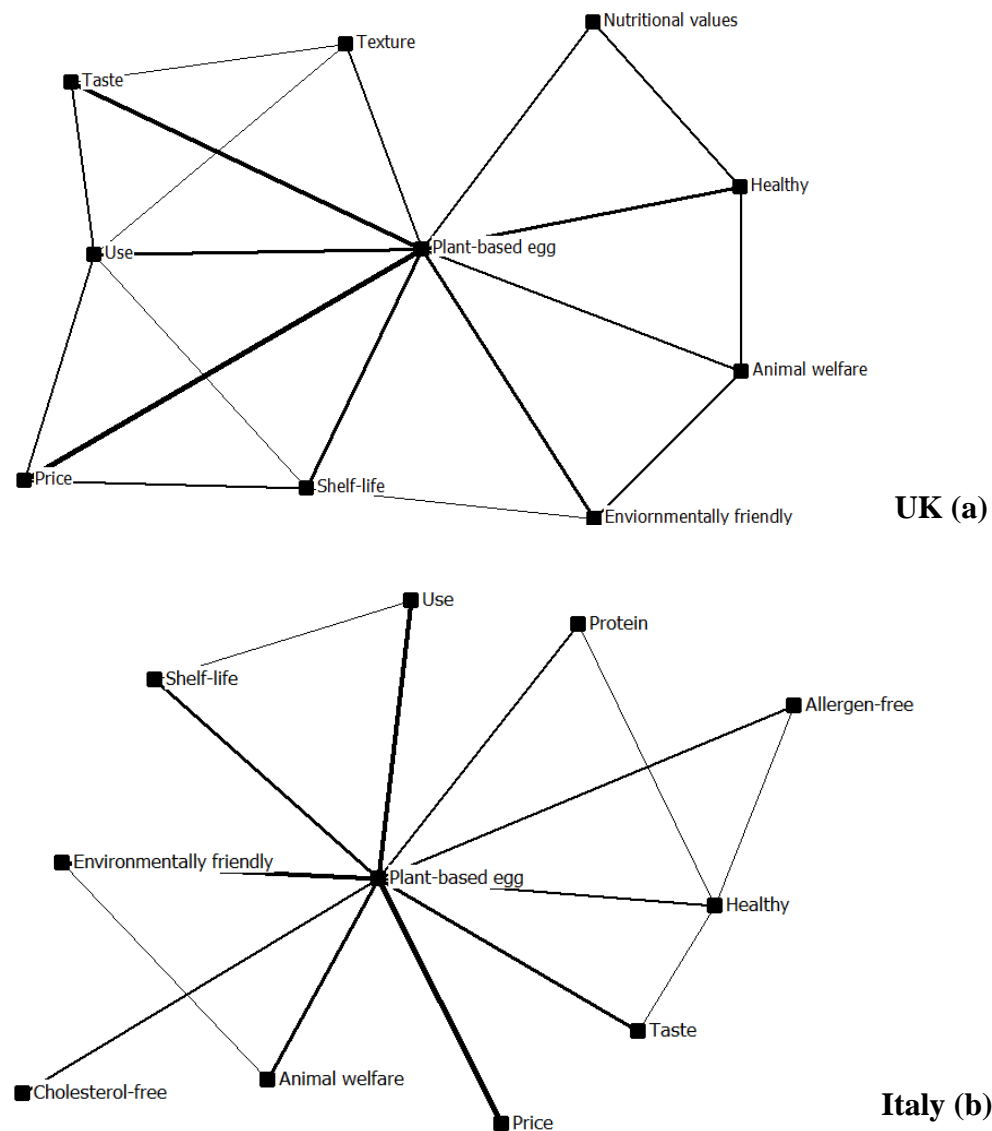 Nutritional values
Texture
Taste
Healthy
Use
Plant-based egg
Animal welfare
Price
Shelf-life
Enviornmentally friendly
UK (a)
Use
Protein
Shelf-life
Allergen-free
Environmentally friendly
Plant-based egg
Healthy
Taste
Animal welfare
Cholesterol-free
Price
Italy (b)